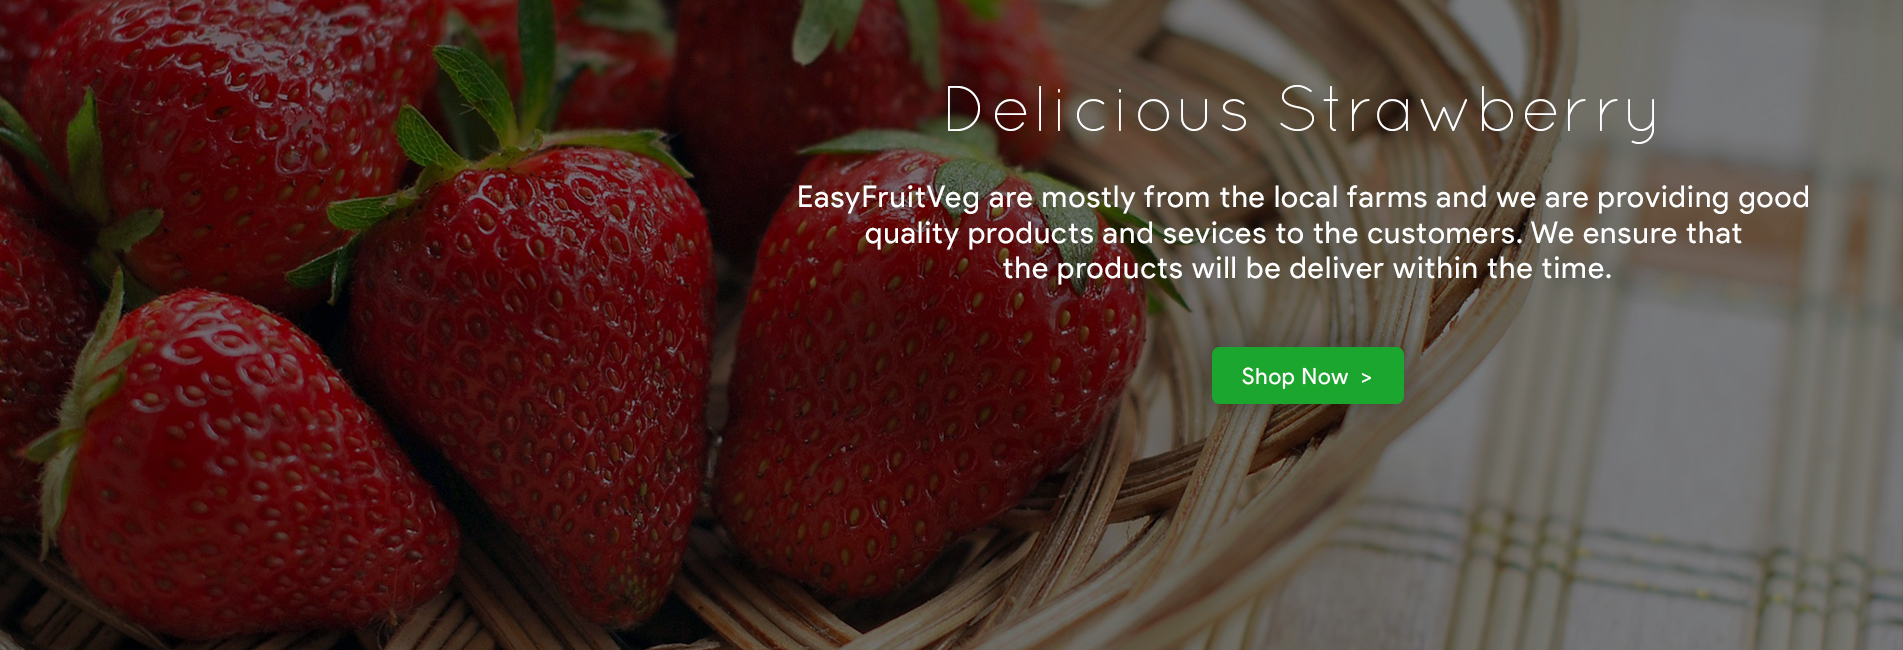 Delicious Strawberry
EasyFruitVeg are mostly from the local farms and we are providing good
quality products and sevices to the customers. We ensure that
the products will be deliver within the time.
Shop Now >